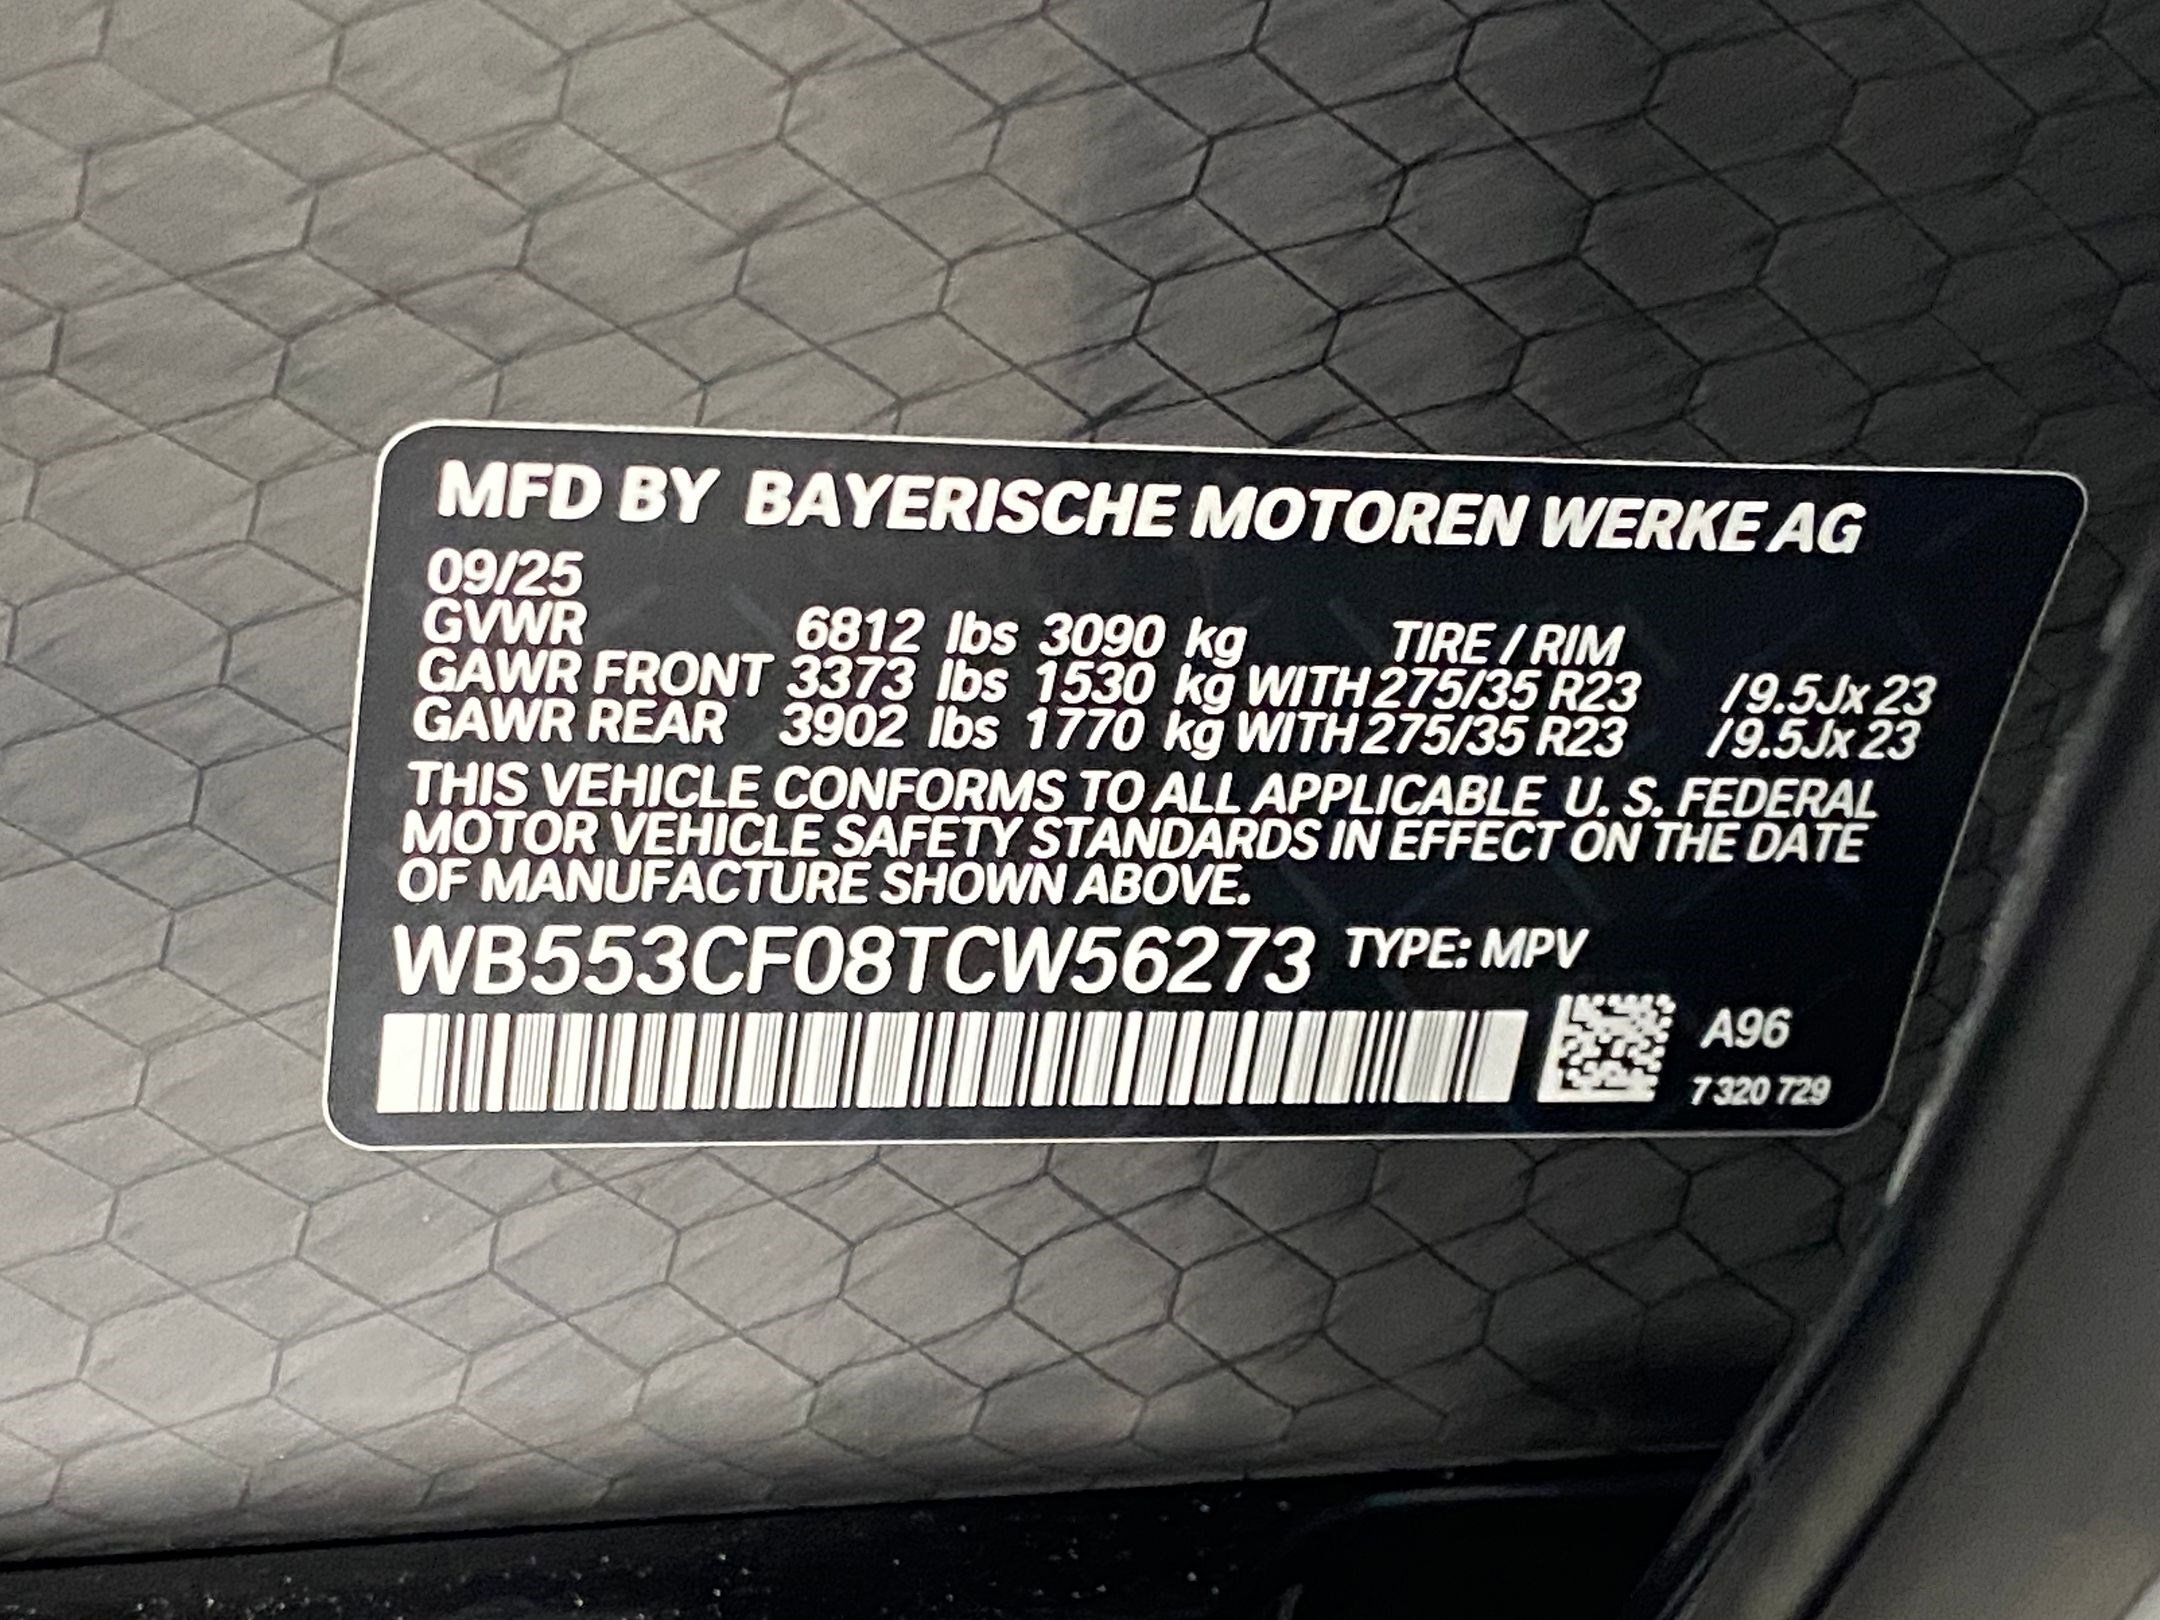 MFD BY BAYERISCHE MOTOREN WERKE AG
09/25
GVWR 6812 lbs 3090 kg TIRE / RIM
GAWR FRONT 3373 lbs 1530 kg WITH 275/35 R23 /9.5Jx 23
GAWR REAR 3902 lbs 1770 kg WITH 275/35 R23 /9.5Jx 23
THIS VEHICLE CONFORMS TO ALL APPLICABLE U. S. FEDERAL
MOTOR VEHICLE SAFETY STANDARDS IN EFFECT ON THE DATE
OF MANUFACTURE SHOWN ABOVE.
WB553CF08TCW56273 TYPE: MPV
A96
7 320 729